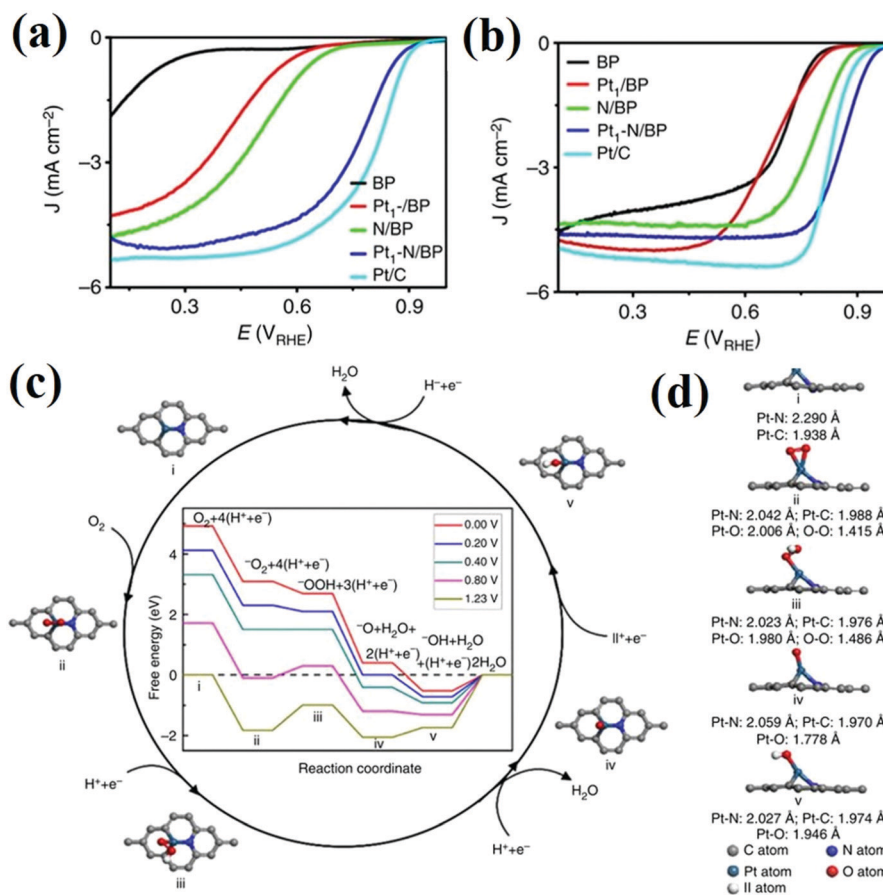 (a)
0
−3
−6
J (mA cm⁻²)
BP
Pt₁-/BP
N/BP
Pt₁-N/BP
Pt/C
0.3
0.6
0.9
E (V_RHE)
(b)
0
−3
−6
J (mA cm⁻²)
BP
Pt₁/BP
N/BP
Pt₁-N/BP
Pt/C
0.3
0.6
0.9
E (V_RHE)
(c)
H₂O
H⁻+e⁻
i
v
O₂
ii
II⁺+e⁻
iv
H₂O
H⁺+e⁻
H⁺+e⁻
iii
O₂+4(H⁺+e⁻)
⁻O₂+4(H⁺+e⁻)
⁻OOH+3(H⁺+e⁻)
⁻O+H₂O+
2(H⁺+e⁻)
⁻OH+H₂O
+(H⁺+e⁻)
2H₂O
0.00 V
0.20 V
0.40 V
0.80 V
1.23 V
4
2
0
−2
Free energy (eV)
i
ii
iii
iv
v
Reaction coordinate
(d)
i
Pt-N: 2.290 Å
Pt-C: 1.938 Å
ii
Pt-N: 2.042 Å; Pt-C: 1.988 Å
Pt-O: 2.006 Å; O-O: 1.415 Å
iii
Pt-N: 2.023 Å; Pt-C: 1.976 Å
Pt-O: 1.980 Å; O-O: 1.486 Å
iv
Pt-N: 2.059 Å; Pt-C: 1.970 Å
Pt-O: 1.778 Å
v
Pt-N: 2.027 Å; Pt-C: 1.974 Å
Pt-O: 1.946 Å
C atom
N atom
Pt atom
O atom
II atom